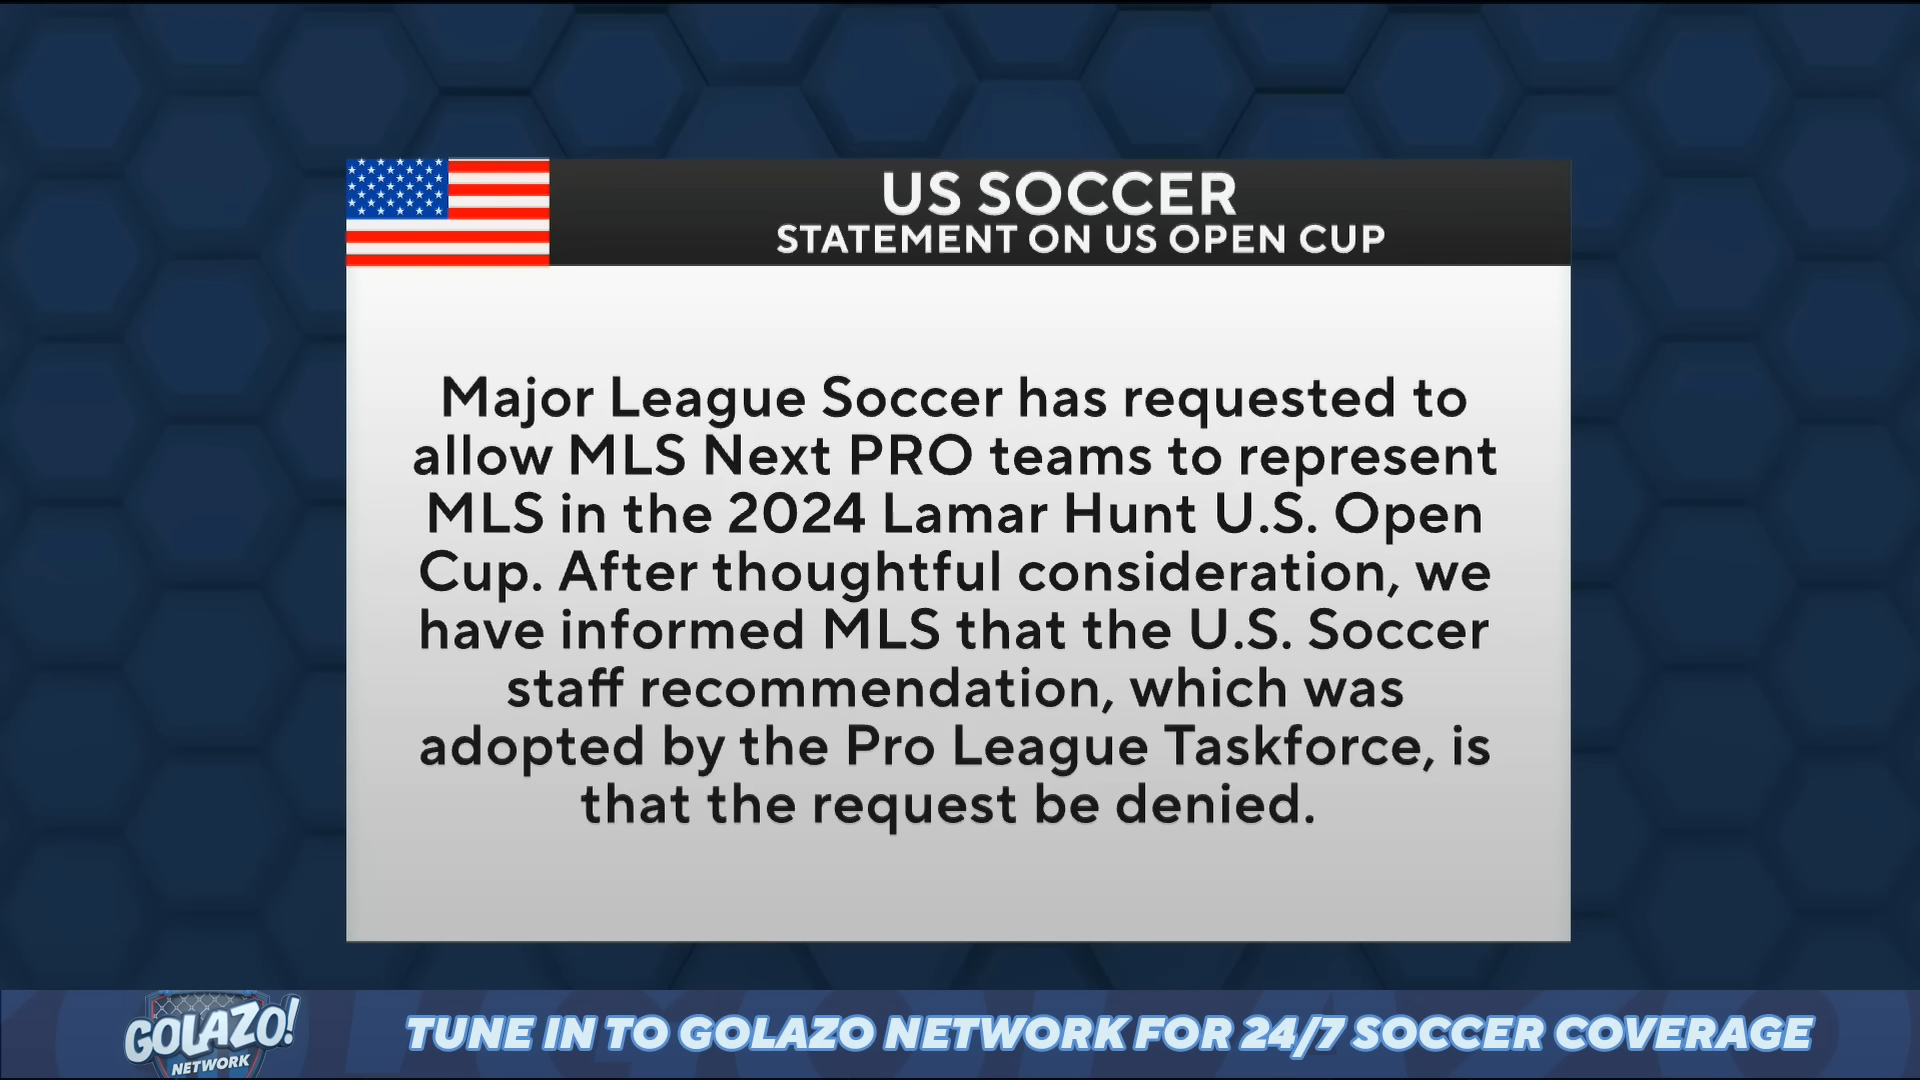 US SOCCER
STATEMENT ON US OPEN CUP
Major League Soccer has requested to
allow MLS Next PRO teams to represent
MLS in the 2024 Lamar Hunt U.S. Open
Cup. After thoughtful consideration, we
have informed MLS that the U.S. Soccer
staff recommendation, which was
adopted by the Pro League Taskforce, is
that the request be denied.
GOLAZO!
NETWORK
TUNE IN TO GOLAZO NETWORK FOR 24/7 SOCCER COVERAGE